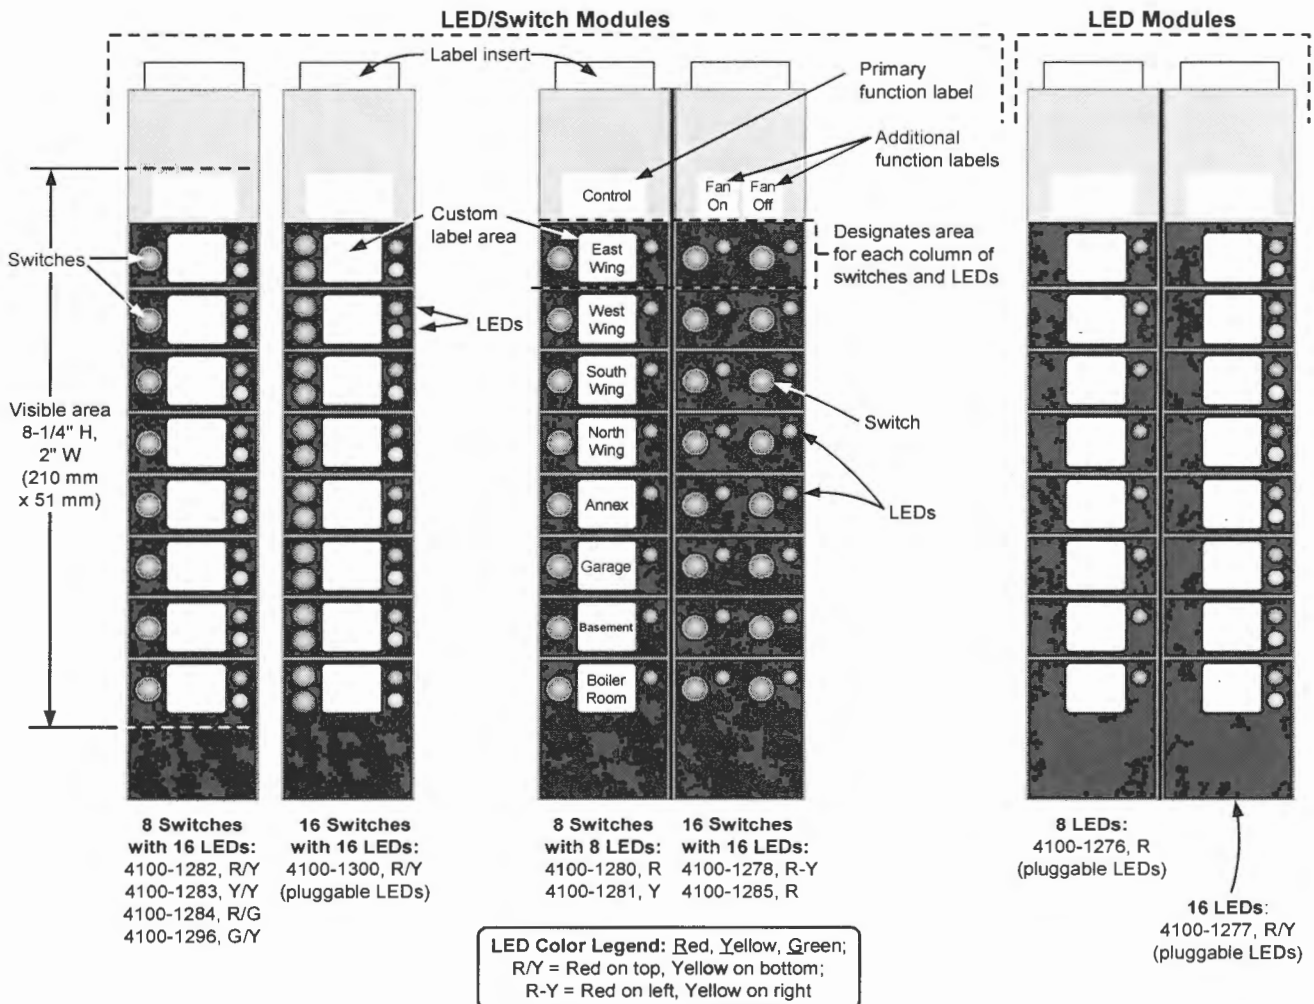 LED/Switch Modules
LED Modules
Label insert
Primary
function label
Additional
function labels
Control
Fan
On
Fan
Off
Custom
label area
Switches
East
Wing
Designates area
for each column of
switches and LEDs
West
Wing
LEDs
South
Wing
Switch
Visible area
8-1/4" H,
2" W
(210 mm
x 51 mm)
North
Wing
Annex
LEDs
Garage
Basement
Boiler
Room
8 Switches
with 16 LEDs:
4100-1282, R/Y
4100-1283, Y/Y
4100-1284, R/G
4100-1296, G/Y
16 Switches
with 16 LEDs:
4100-1300, R/Y
(pluggable LEDs)
8 Switches
with 8 LEDs:
4100-1280, R
4100-1281, Y
16 Switches
with 16 LEDs:
4100-1278, R-Y
4100-1285, R
8 LEDs:
4100-1276, R
(pluggable LEDs)
16 LEDs:
4100-1277, R/Y
(pluggable LEDs)
LED Color Legend: Red, Yellow, Green;
R/Y = Red on top, Yellow on bottom;
R-Y = Red on left, Yellow on right